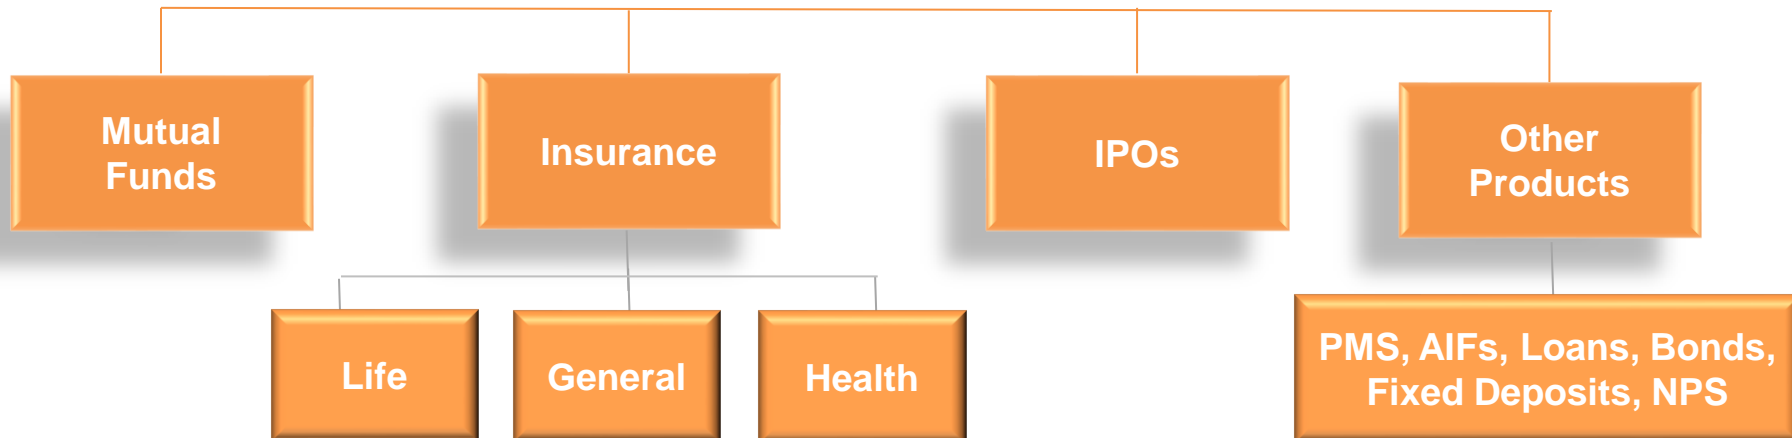 Mutual
Funds
Insurance
IPOs
Other
Products
Life
General
Health
PMS, AIFs, Loans, Bonds,
Fixed Deposits, NPS